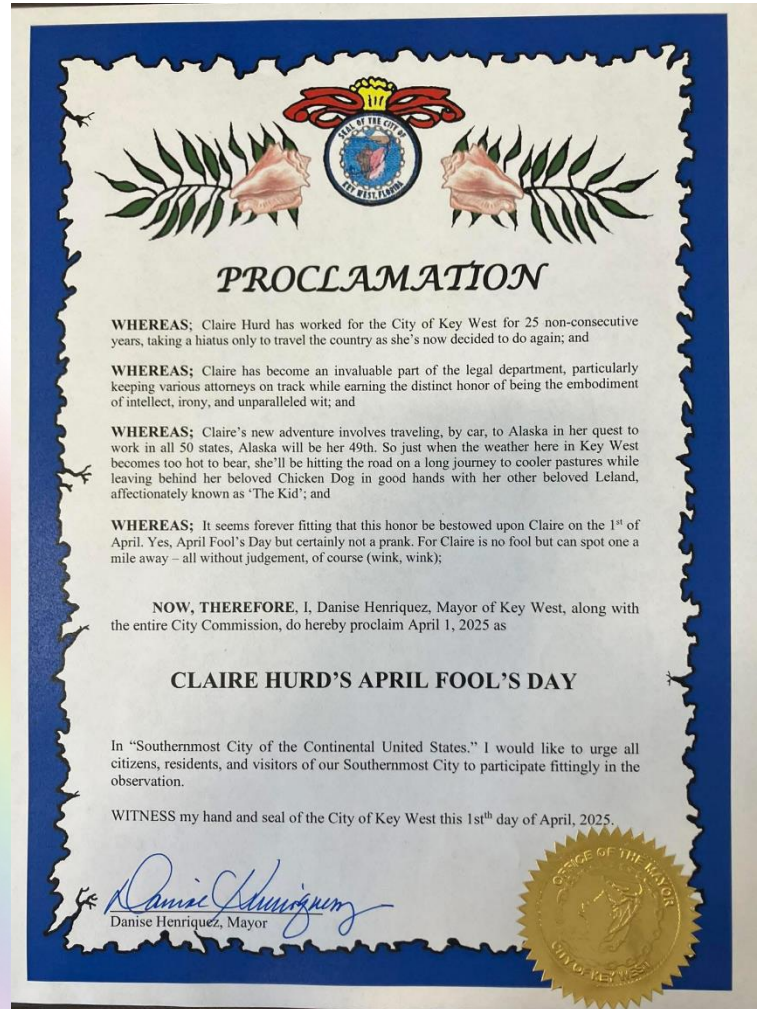 SEAL OF THE CITY OF
KEY WEST, FLORIDA
PROCLAMATION
WHEREAS; Claire Hurd has worked for the City of Key West for 25 non-consecutive
years, taking a hiatus only to travel the country as she’s now decided to do again; and
WHEREAS; Claire has become an invaluable part of the legal department, particularly
keeping various attorneys on track while earning the distinct honor of being the embodiment
of intellect, irony, and unparalleled wit; and
WHEREAS; Claire’s new adventure involves traveling, by car, to Alaska in her quest to
work in all 50 states, Alaska will be her 49th. So just when the weather here in Key West
becomes too hot to bear, she’ll be hitting the road on a long journey to cooler pastures while
leaving behind her beloved Chicken Dog in good hands with her other beloved Leland,
affectionately known as ‘The Kid’; and
WHEREAS; It seems forever fitting that this honor be bestowed upon Claire on the 1st of
April. Yes, April Fool’s Day but certainly not a prank. For Claire is no fool but can spot one a
mile away – all without judgement, of course (wink, wink);
NOW, THEREFORE, I, Danise Henriquez, Mayor of Key West, along with
the entire City Commission, do hereby proclaim April 1, 2025 as
CLAIRE HURD’S APRIL FOOL’S DAY
In “Southernmost City of the Continental United States.” I would like to urge all
citizens, residents, and visitors of our Southernmost City to participate fittingly in the
observation.
WITNESS my hand and seal of the City of Key West this 1stth day of April, 2025.
Danise Henriquez
Danise Henriquez, Mayor
OFFICE OF THE MAYOR
CITY OF KEY WEST